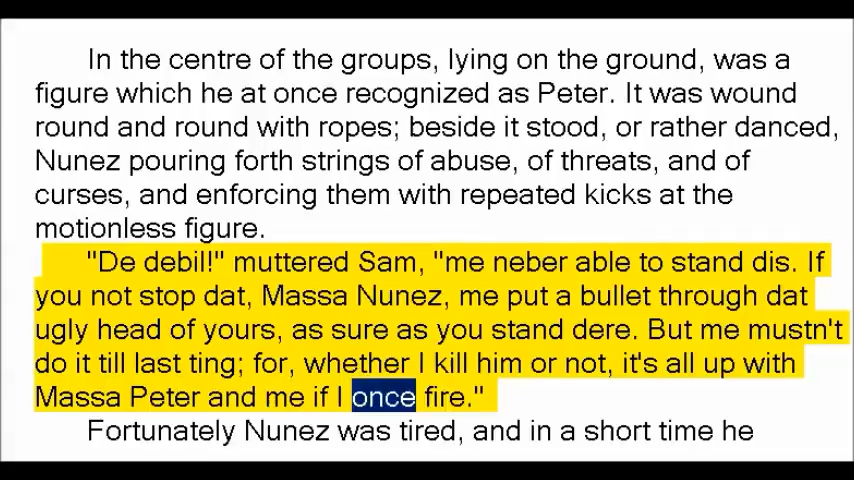 In the centre of the groups, lying on the ground, was a
figure which he at once recognized as Peter. It was wound
round and round with ropes; beside it stood, or rather danced,
Nunez pouring forth strings of abuse, of threats, and of
curses, and enforcing them with repeated kicks at the
motionless figure.
"De debil!" muttered Sam, "me neber able to stand dis. If
you not stop dat, Massa Nunez, me put a bullet through dat
ugly head of yours, as sure as you stand dere. But me mustn't
do it till last ting; for, whether I kill him or not, it's all up with
Massa Peter and me if I once fire."
Fortunately Nunez was tired, and in a short time he